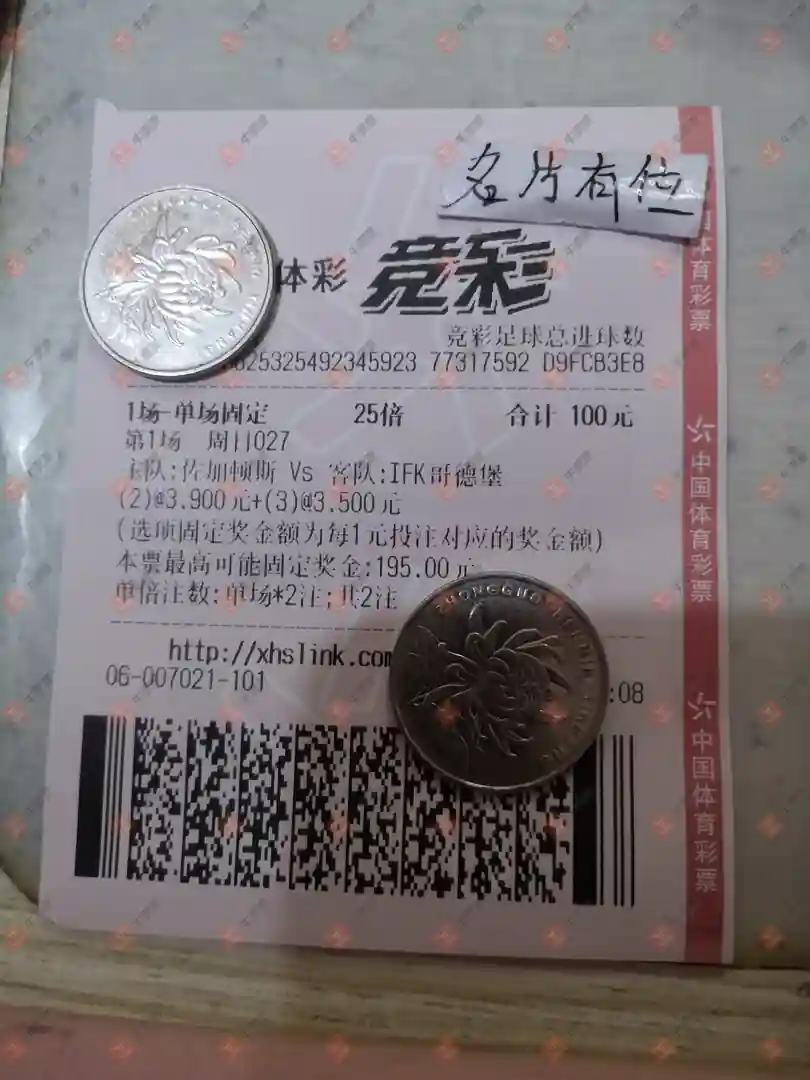 名片有位
体彩 竞彩
竞彩足球总进球数
625325492345923 77317592 D9FCB3E8
1场-单场固定 25倍 合计 100元
第1场 周日027
主队:佐加顿斯 Vs 客队:IFK哥德堡
(2)@3.900元+(3)@3.500元
(选项固定奖金额为每1元投注对应的奖金额)
本票最高可能固定奖金:195.00元
单倍注数:单场*2注;共2注
http://xhslink.com
06-007021-101 :08
中国体育彩票
中国体育彩票
体育彩票